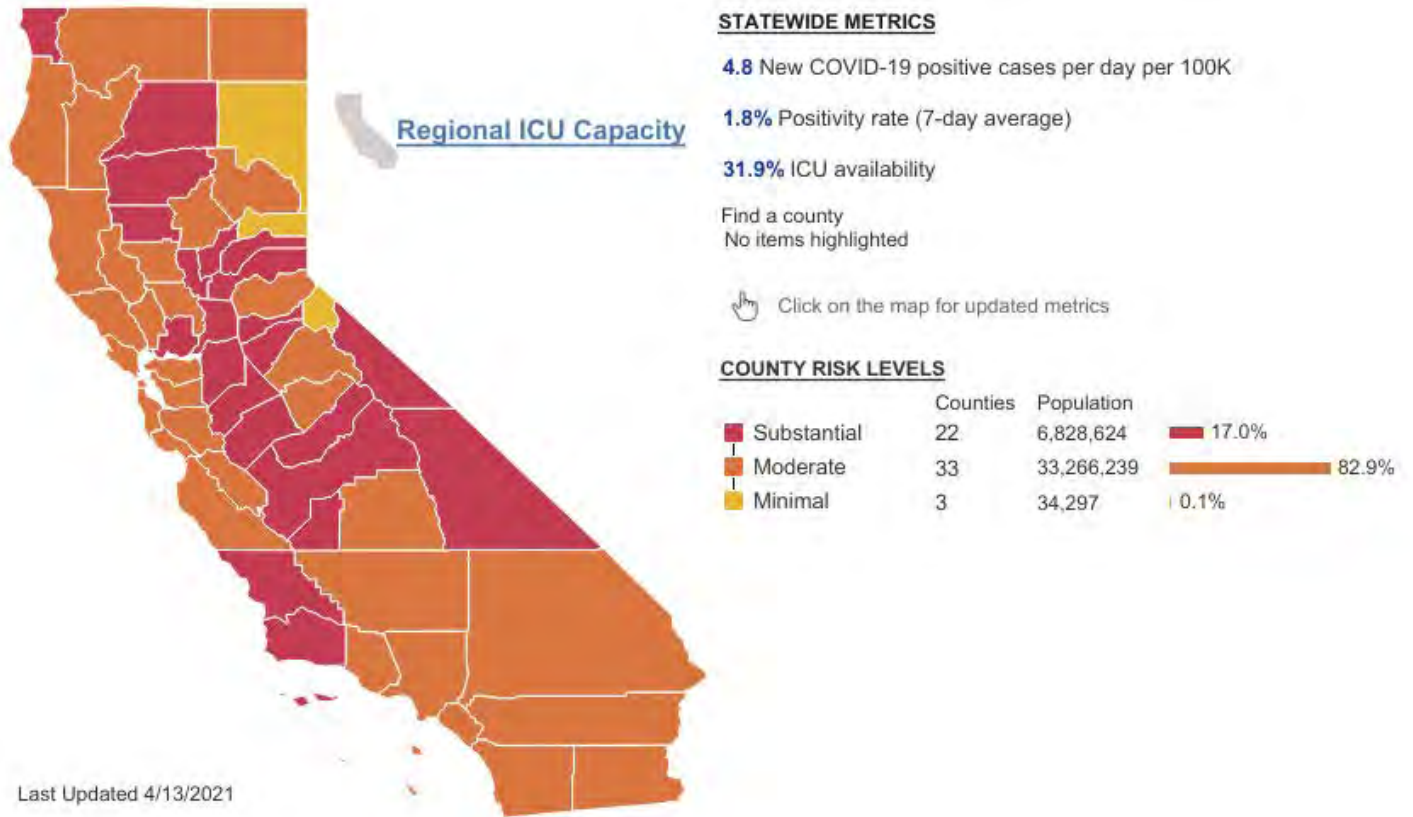 STATEWIDE METRICS
4.8 New COVID-19 positive cases per day per 100K
Regional ICU Capacity
1.8% Positivity rate (7-day average)
31.9% ICU availability
Find a county
No items highlighted
Click on the map for updated metrics
COUNTY RISK LEVELS
Counties Population
Substantial 22 6,828,624 17.0%
Moderate 33 33,266,239 82.9%
Minimal 3 34,297 0.1%
Last Updated 4/13/2021